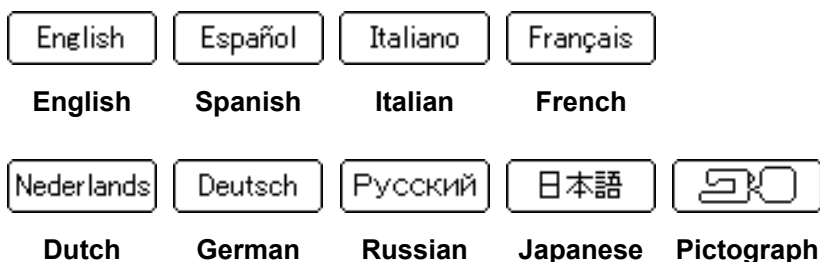 English Español Italiano Français
English Spanish Italian French
Nederlands Deutsch Русский 日本語
Dutch German Russian Japanese Pictograph